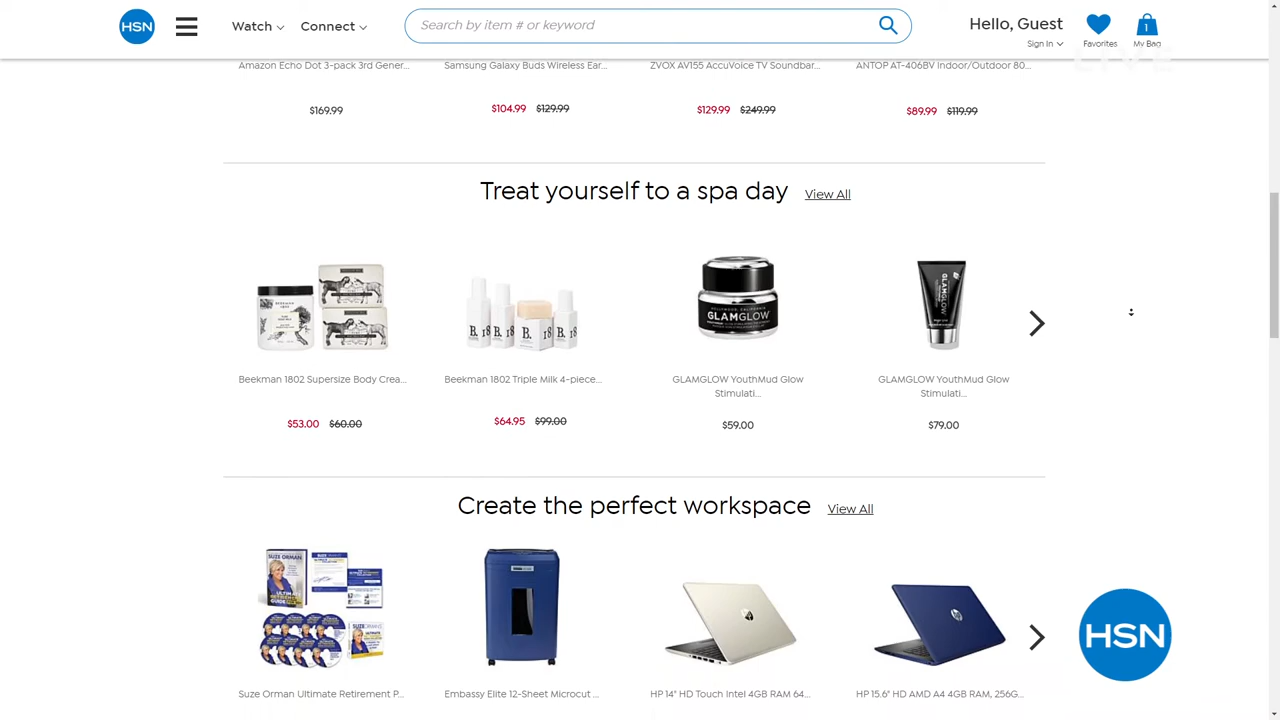 HSN
Watch
Connect
Search by item # or keyword
Hello, Guest
Sign In
Favorites
1
My Bag
LIVE
Amazon Echo Dot 3-pack 3rd Gener...
Samsung Galaxy Buds Wireless Ear...
ZVOX AV155 AccuVoice TV Soundbar...
ANTOP AT-406BV Indoor/Outdoor 80...
$169.99
$104.99 $129.99
$129.99 $249.99
$89.99 $119.99
Treat yourself to a spa day View All
GLAMGLOW
GLAMGLOW
Beekman 1802 Supersize Body Crea...
Beekman 1802 Triple Milk 4-piece...
GLAMGLOW YouthMud Glow
Stimulati...
GLAMGLOW YouthMud Glow
Stimulati...
$53.00 $60.00
$64.95 $99.00
$59.00
$79.00
Create the perfect workspace View All
SUZE ORMAN
Suze Orman Ultimate Retirement P...
Embassy Elite 12-Sheet Microcut ...
HP 14" HD Touch Intel 4GB RAM 64...
HP 15.6" HD AMD A4 4GB RAM, 256G...
HSN